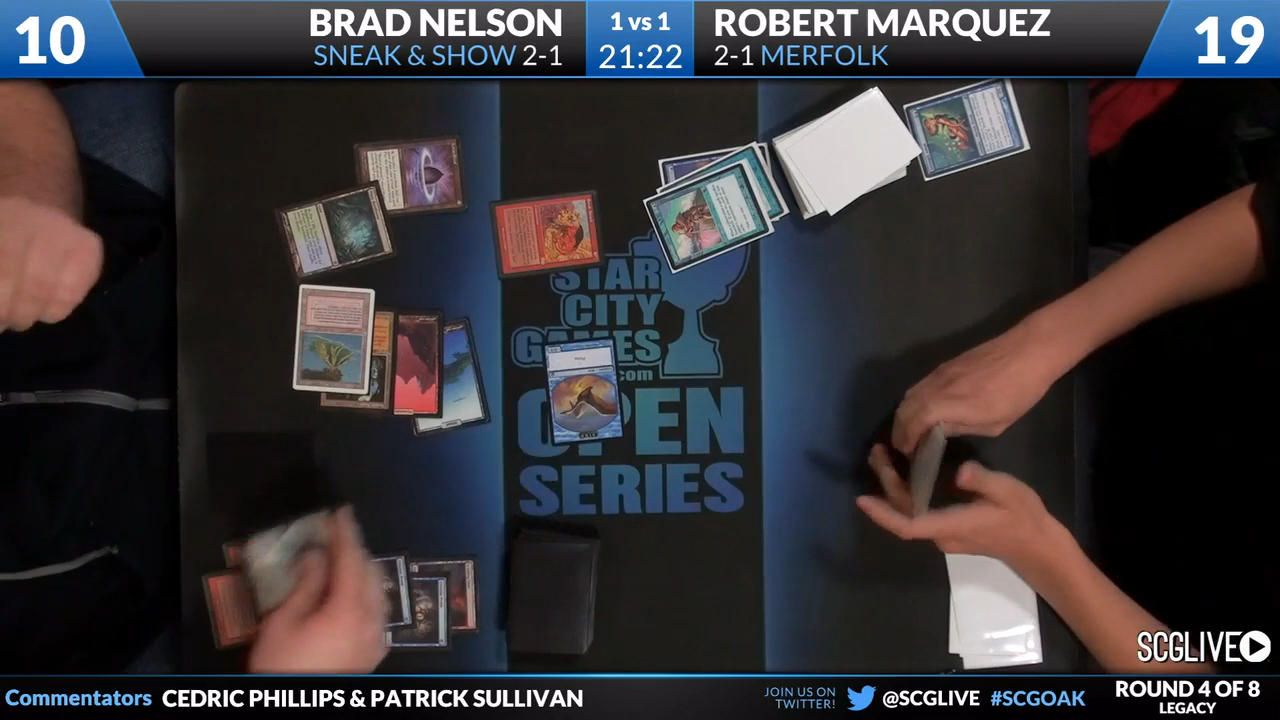 10
BRAD NELSON
SNEAK & SHOW 2-1
1 vs 1
21:22
ROBERT MARQUEZ
2-1 MERFOLK
19
STAR
CITY
GAMES
.com
OPEN
SERIES
SCGLIVE
Commentators CEDRIC PHILLIPS & PATRICK SULLIVAN
JOIN US ON
TWITTER!
@SCGLIVE #SCGOAK
ROUND 4 OF 8
LEGACY